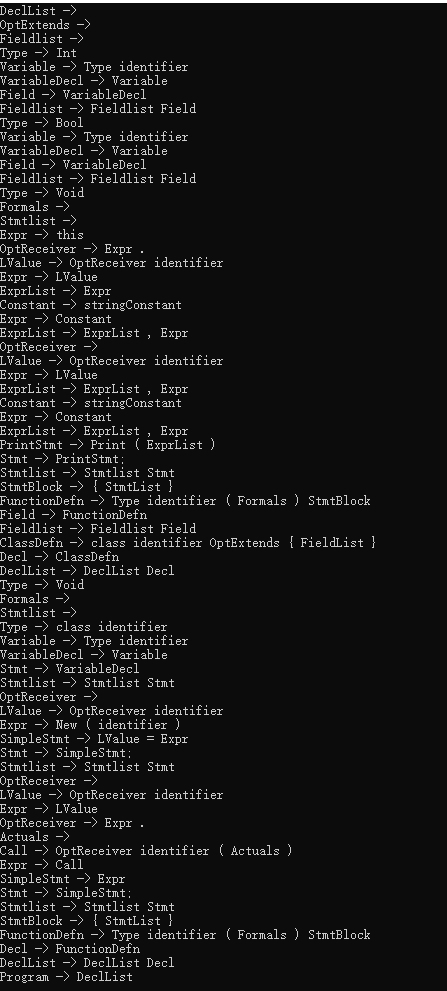 DeclList ->
OptExtends ->
Fieldlist ->
Type -> Int
Variable -> Type identifier
VariableDecl -> Variable
Field -> VariableDecl
Fieldlist -> Fieldlist Field
Type -> Bool
Variable -> Type identifier
VariableDecl -> Variable
Field -> VariableDecl
Fieldlist -> Fieldlist Field
Type -> Void
Formals ->
Stmtlist ->
Expr -> this
OptReceiver -> Expr .
LValue -> OptReceiver identifier
Expr -> LValue
ExprList -> Expr
Constant -> stringConstant
Expr -> Constant
ExprList -> ExprList , Expr
OptReceiver ->
LValue -> OptReceiver identifier
Expr -> LValue
ExprList -> ExprList , Expr
Constant -> stringConstant
Expr -> Constant
ExprList -> ExprList , Expr
PrintStmt -> Print ( ExprList )
Stmt -> PrintStmt;
Stmtlist -> Stmtlist Stmt
StmtBlock -> { StmtList }
FunctionDefn -> Type identifier ( Formals ) StmtBlock
Field -> FunctionDefn
Fieldlist -> Fieldlist Field
ClassDefn -> class identifier OptExtends { FieldList }
Decl -> ClassDefn
DeclList -> DeclList Decl
Type -> Void
Formals ->
Stmtlist ->
Type -> class identifier
Variable -> Type identifier
VariableDecl -> Variable
Stmt -> VariableDecl
Stmtlist -> Stmtlist Stmt
OptReceiver ->
LValue -> OptReceiver identifier
Expr -> New ( identifier )
SimpleStmt -> LValue = Expr
Stmt -> SimpleStmt;
Stmtlist -> Stmtlist Stmt
OptReceiver ->
LValue -> OptReceiver identifier
Expr -> LValue
OptReceiver -> Expr .
Actuals ->
Call -> OptReceiver identifier ( Actuals )
Expr -> Call
SimpleStmt -> Expr
Stmt -> SimpleStmt;
Stmtlist -> Stmtlist Stmt
StmtBlock -> { StmtList }
FunctionDefn -> Type identifier ( Formals ) StmtBlock
Decl -> FunctionDefn
DeclList -> DeclList Decl
Program -> DeclList